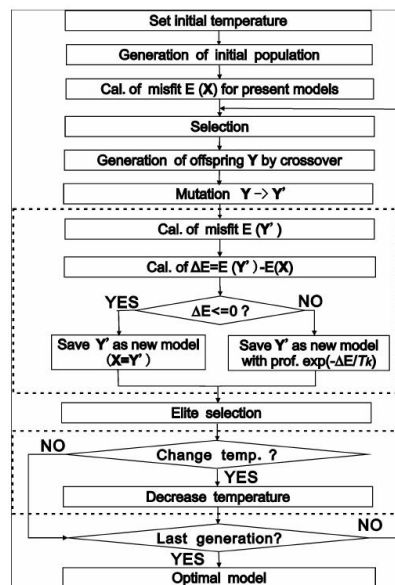 Set initial temperature
Generation of initial population
Cal. of misfit E (X) for present models
Selection
Generation of offspring Y by crossover
Mutation Y -> Y'
Cal. of misfit E (Y')
Cal. of ΔE=E (Y')-E(X)
YES
ΔE<=0 ?
NO
Save Y' as new model
(X=Y')
Save Y' as new model
with prof. exp(-ΔE/Tk)
Elite selection
NO
Change temp. ?
YES
Decrease temperature
Last generation?
NO
YES
Optimal model